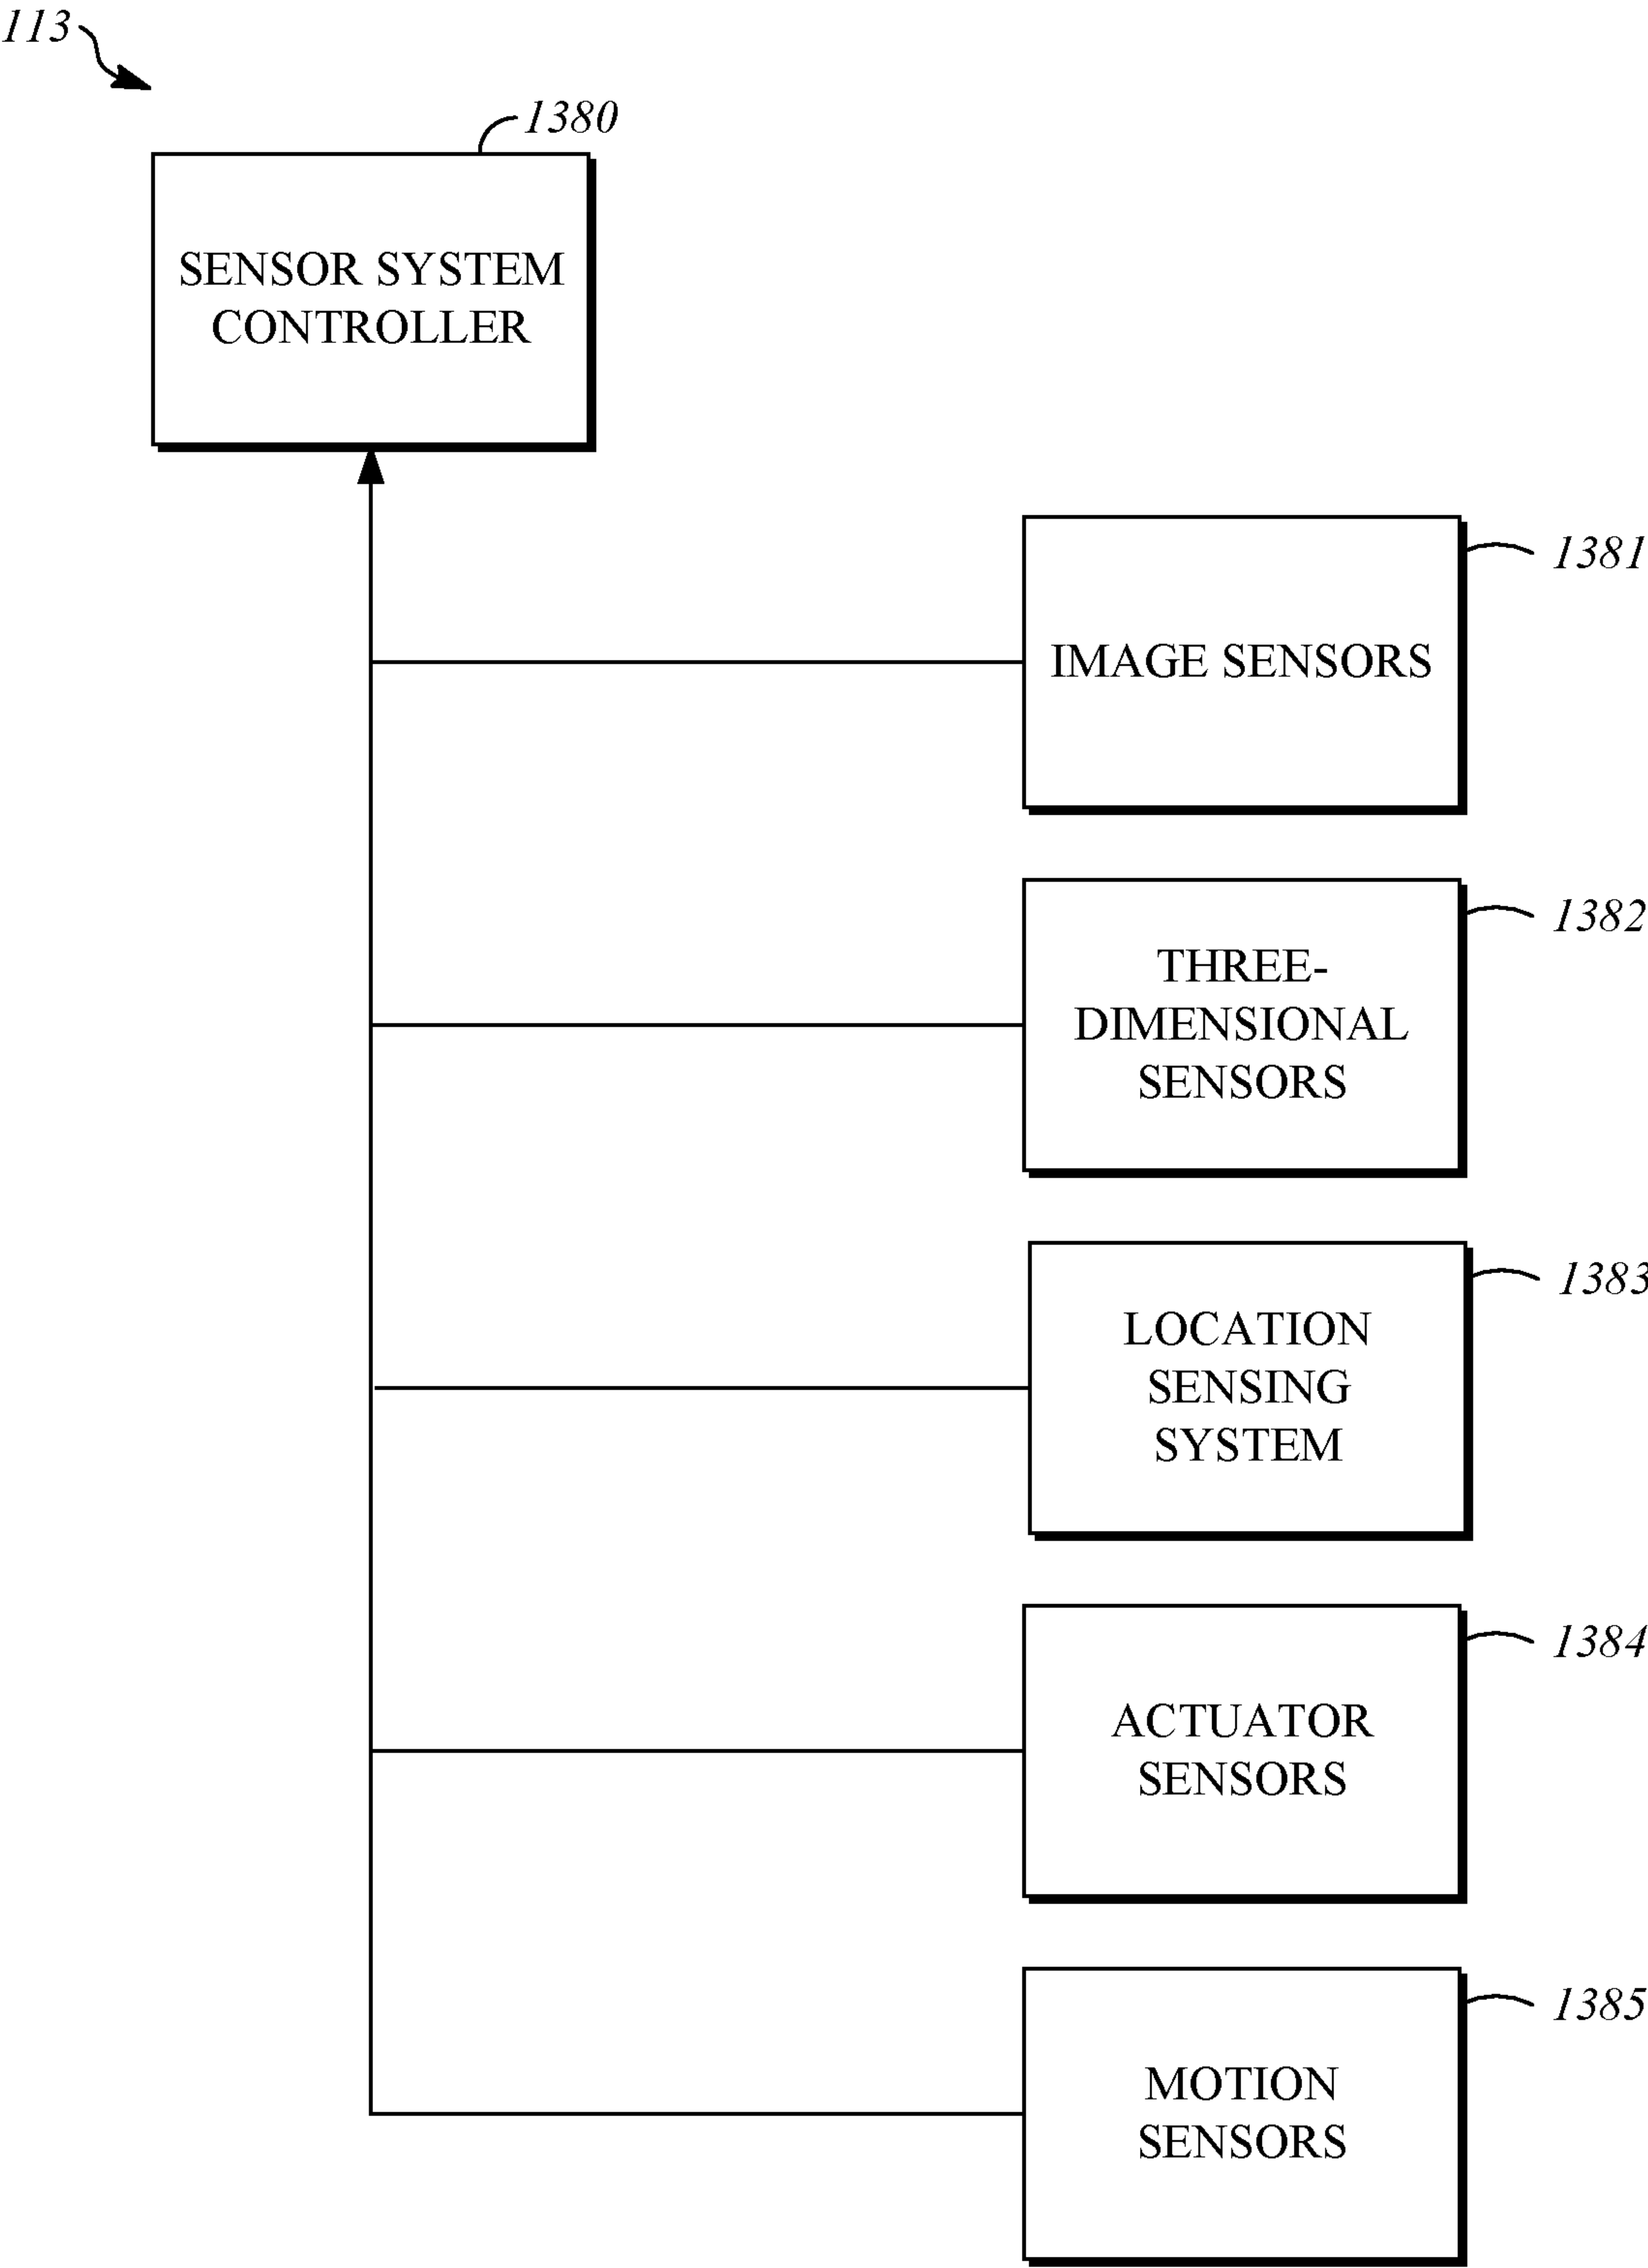 113
1380
SENSOR SYSTEM
CONTROLLER
1381
IMAGE SENSORS
1382
THREE-
DIMENSIONAL
SENSORS
1383
LOCATION
SENSING
SYSTEM
1384
ACTUATOR
SENSORS
1385
MOTION
SENSORS